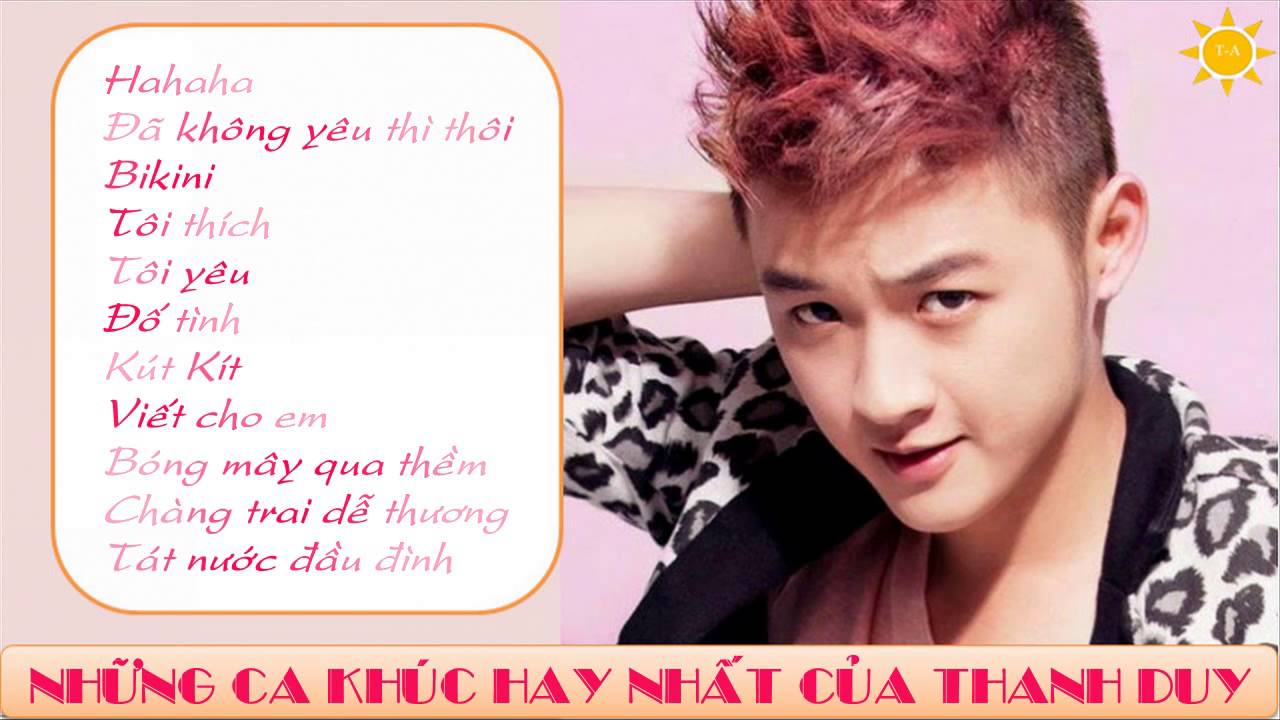 Hahaha
Đã không yêu thì thôi
Bikini
Tôi thích
Tôi yêu
Đố tình
Kút Kít
Viết cho em
Bóng mây qua thềm
Chàng trai dễ thương
Tát nước đầu đình
T-A
NHỮNG CA KHÚC HAY NHẤT CỦA THANH DUY